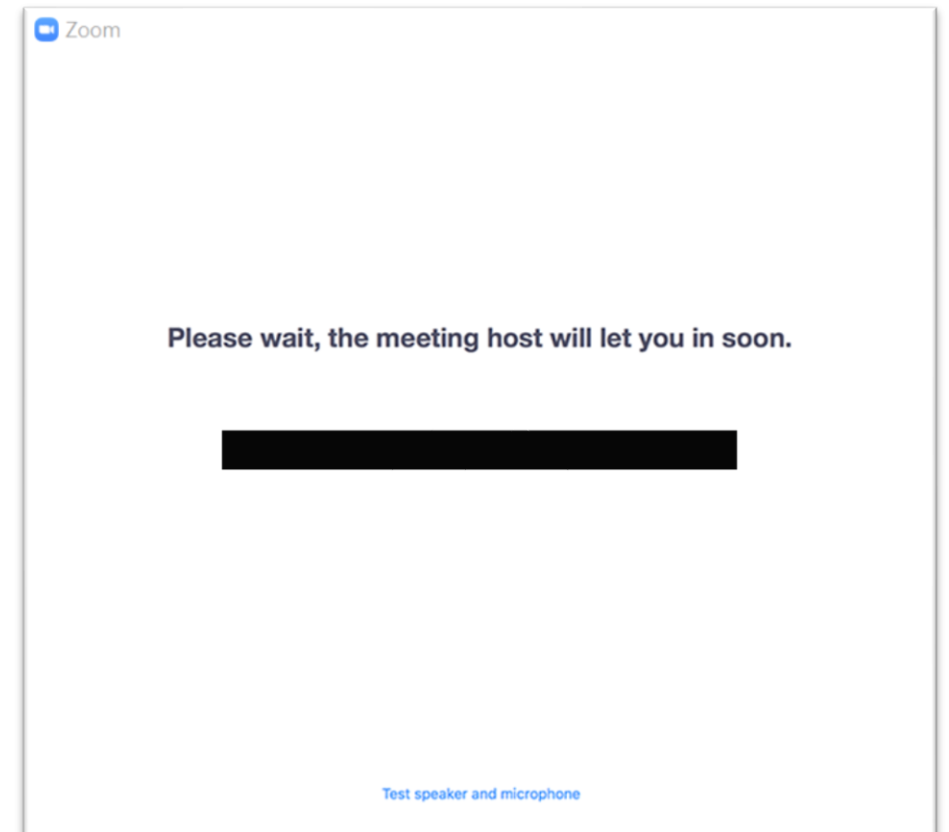 Zoom
Please wait, the meeting host will let you in soon.
Test speaker and microphone